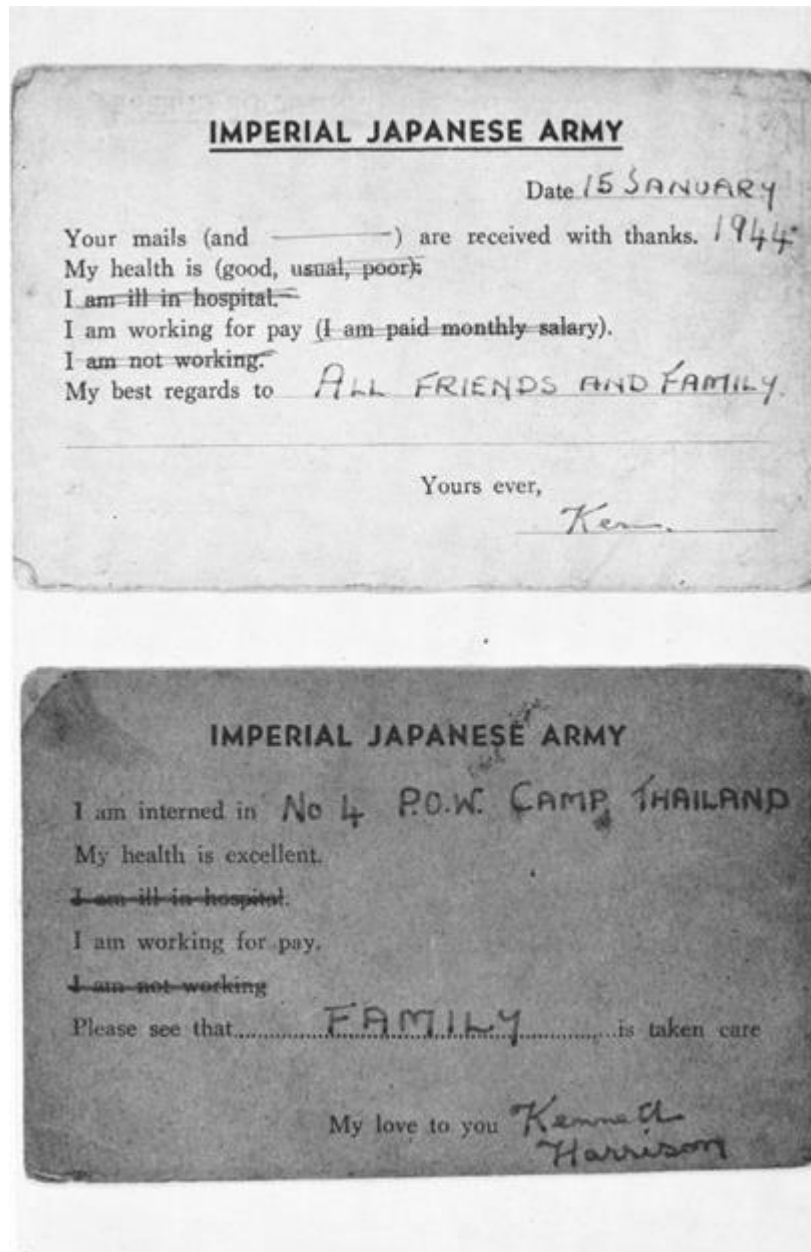 IMPERIAL JAPANESE ARMY
Date 15 JANUARY
Your mails (and ) are received with thanks. 1944
My health is (good, usual, poor).
I am ill in hospital.
I am working for pay (I am paid monthly salary).
I am not working.
My best regards to ALL FRIENDS AND FAMILY.
Yours ever,
Ken.
IMPERIAL JAPANESE ARMY
I am interned in No 4 P.O.W. CAMP, THAILAND
My health is excellent.
I am ill in hospital.
I am working for pay.
I am not working
Please see that FAMILY is taken care
My love to you Kenneth
Harrison